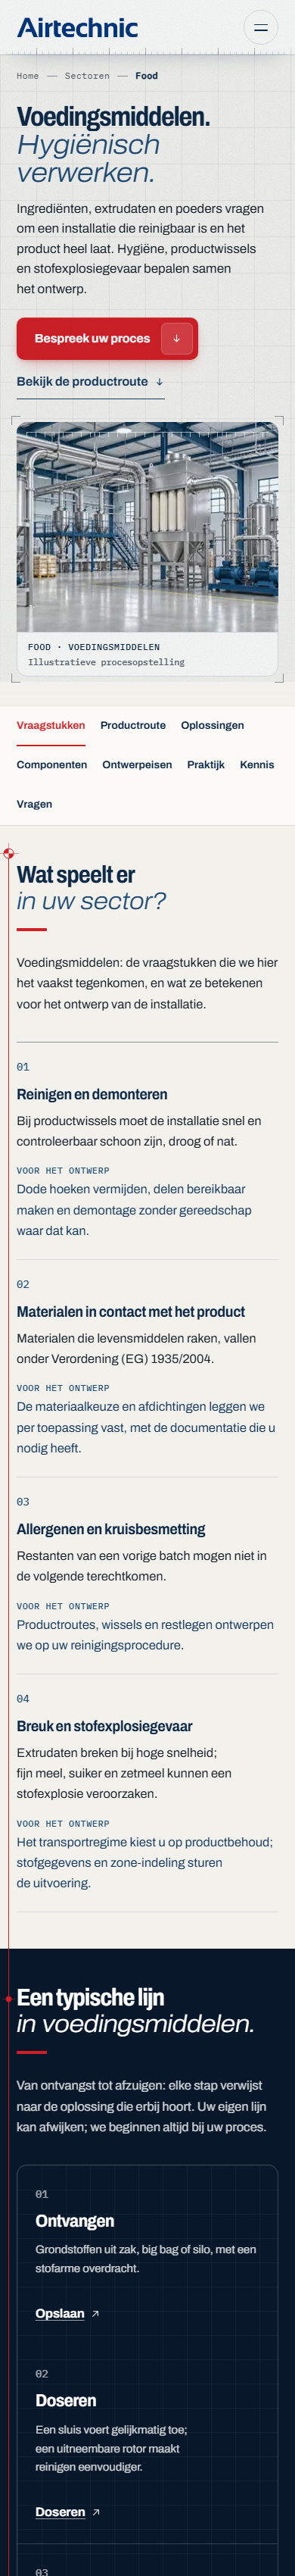 Airtechnic
Home — Sectoren — Food
Voedingsmiddelen.
Hygiënisch
verwerken.
Ingrediënten, extrudaten en poeders vragen
om een installatie die reinigbaar is en het
product heel laat. Hygiëne, productwissels
en stofexplosiegevaar bepalen samen
het ontwerp.
Bespreek uw proces ↓
Bekijk de productroute ↓
FOOD · VOEDINGSMIDDELEN
Illustratieve procesopstelling
Vraagstukken Productroute Oplossingen
Componenten Ontwerpeisen Praktijk Kennis
Vragen
Wat speelt er
in uw sector?
Voedingsmiddelen: de vraagstukken die we hier
het vaakst tegenkomen, en wat ze betekenen
voor het ontwerp van de installatie.
01
Reinigen en demonteren
Bij productwissels moet de installatie snel en
controleerbaar schoon zijn, droog of nat.
VOOR HET ONTWERP
Dode hoeken vermijden, delen bereikbaar
maken en demontage zonder gereedschap
waar dat kan.
02
Materialen in contact met het product
Materialen die levensmiddelen raken, vallen
onder Verordening (EG) 1935/2004.
VOOR HET ONTWERP
De materiaalkeuze en afdichtingen leggen we
per toepassing vast, met de documentatie die u
nodig heeft.
03
Allergenen en kruisbesmetting
Restanten van een vorige batch mogen niet in
de volgende terechtkomen.
VOOR HET ONTWERP
Productroutes, wissels en restlegen ontwerpen
we op uw reinigingsprocedure.
04
Breuk en stofexplosiegevaar
Extrudaten breken bij hoge snelheid;
fijn meel, suiker en zetmeel kunnen een
stofexplosie veroorzaken.
VOOR HET ONTWERP
Het transportregime kiest u op productbehoud;
stofgegevens en zone-indeling sturen
de uitvoering.
Een typische lijn
in voedingsmiddelen.
Van ontvangst tot afzuigen: elke stap verwijst
naar de oplossing die erbij hoort. Uw eigen lijn
kan afwijken; we beginnen altijd bij uw proces.
01
Ontvangen
Grondstoffen uit zak, big bag of silo, met een
stofarme overdracht.
Opslaan ↗
02
Doseren
Een sluis voert gelijkmatig toe;
een uitneembare rotor maakt
reinigen eenvoudiger.
Doseren ↗
03